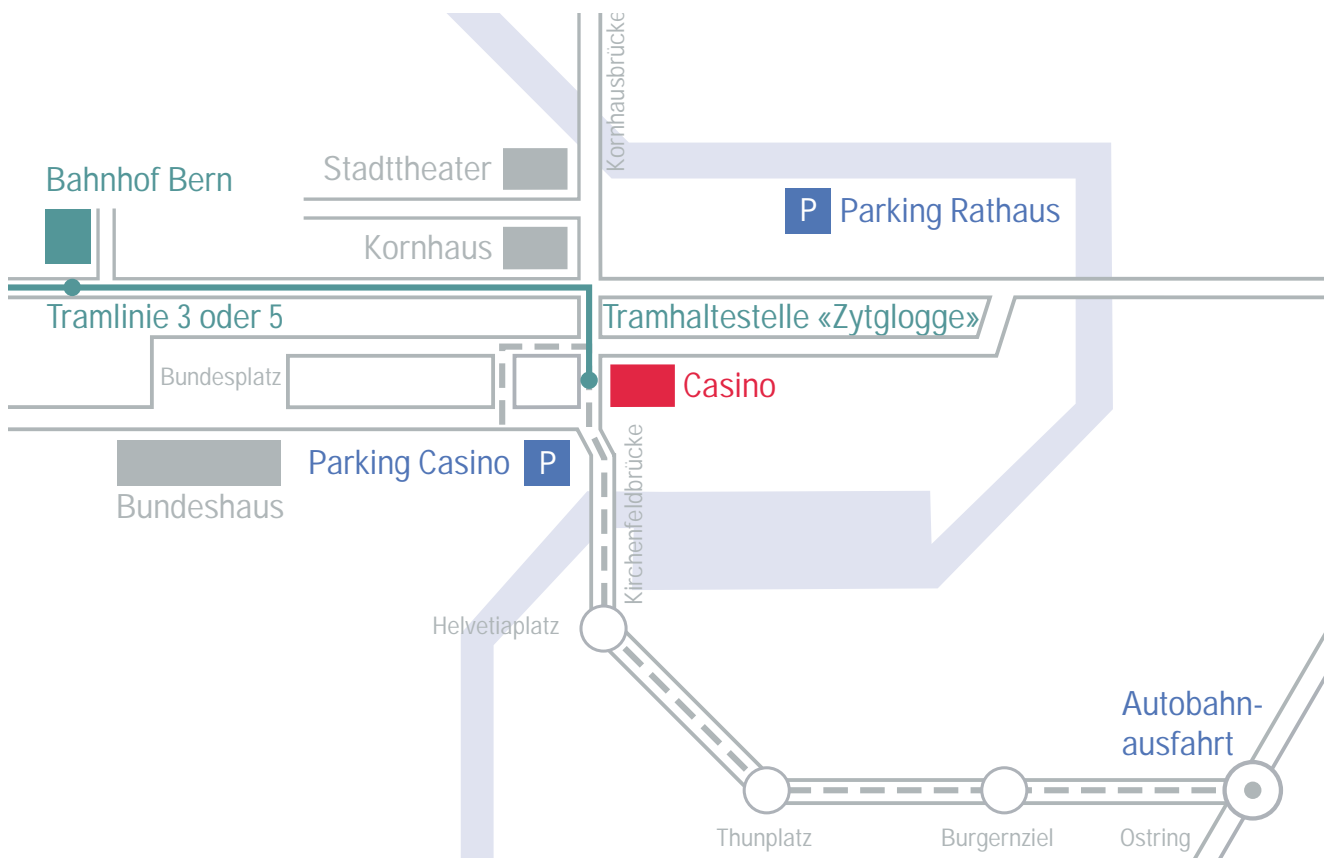 Kornhausbrücke
Stadttheater
Bahnhof Bern
P Parking Rathaus
Kornhaus
Tramlinie 3 oder 5
Tramhaltestelle «Zytglogge»
Bundesplatz
Casino
Parking Casino P
Bundeshaus
Kirchenfeldbrücke
Helvetiaplatz
Autobahn-
ausfahrt
Thunplatz
Burgernziel
Ostring